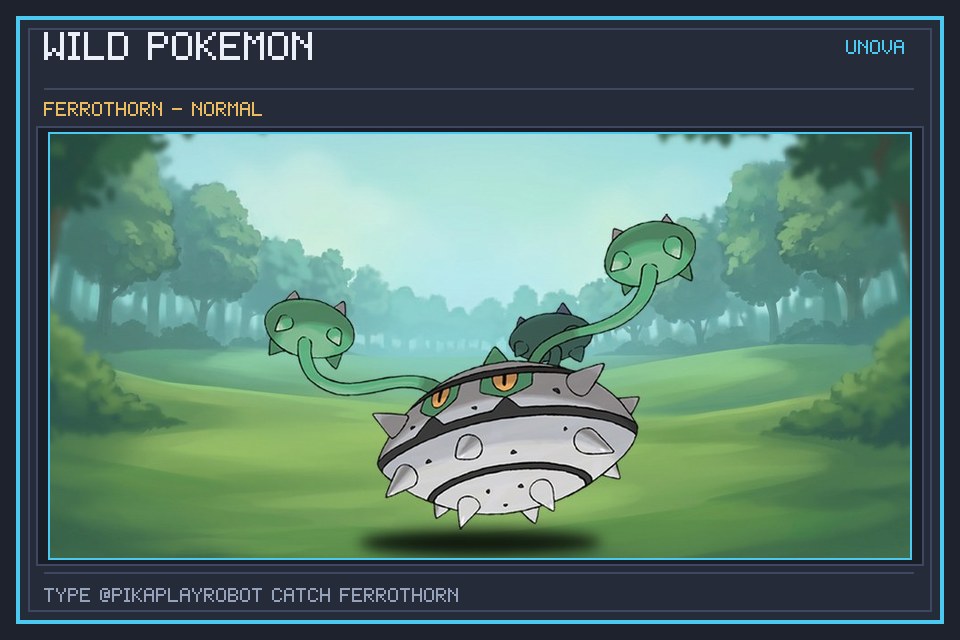 WILD POKEMON
UNOVA
FERROTHORN - NORMAL
TYPE @PIKAPLAYROBOT CATCH FERROTHORN